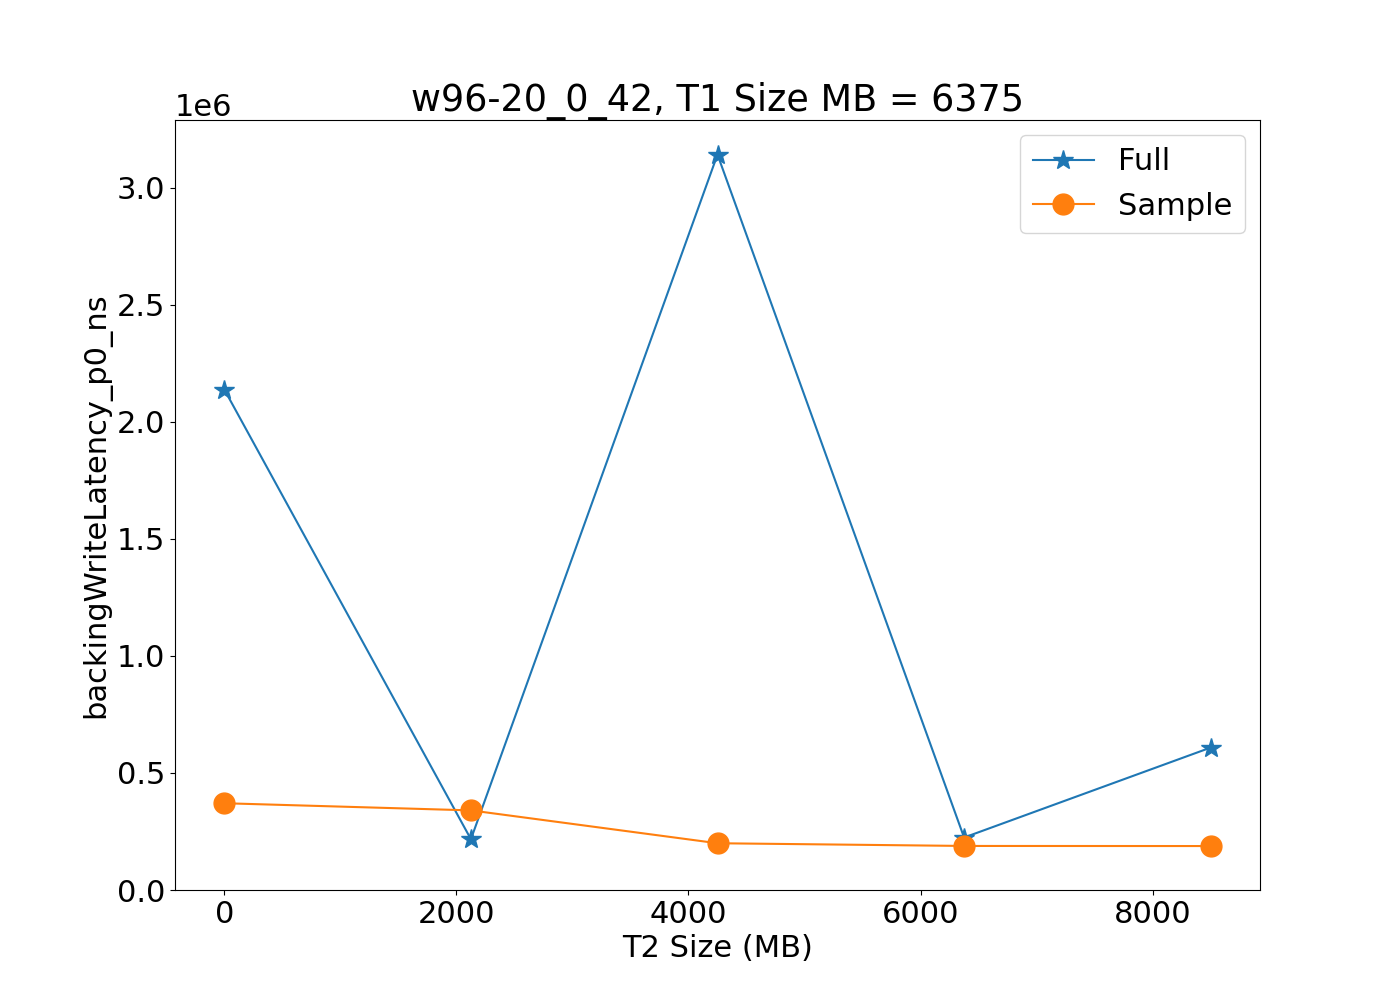 w96-20_0_42, T1 Size MB = 6375
1e6
Full
Sample
3.0
2.5
2.0
1.5
1.0
0.5
0.0
backingWriteLatency_p0_ns
0 2000 4000 6000 8000
T2 Size (MB)